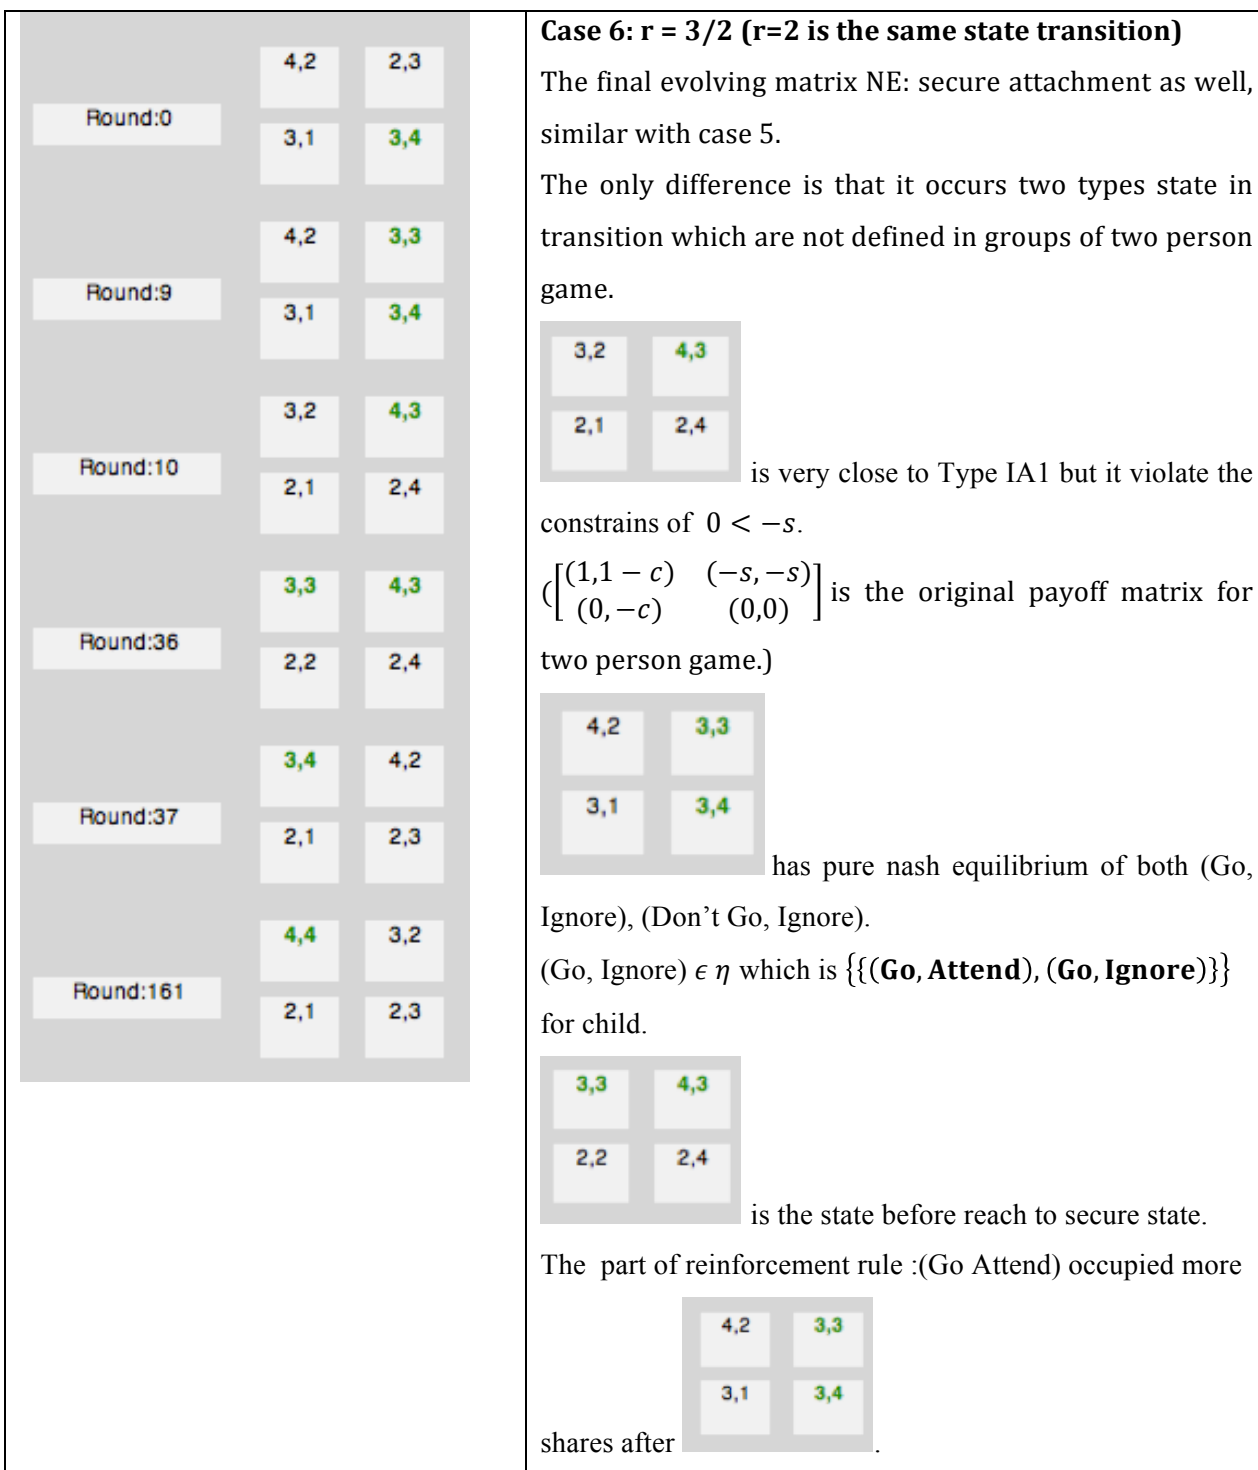 4,2 2,3
Round:0
3,1 3,4
4,2 3,3
Round:9
3,1 3,4
3,2 4,3
Round:10
2,1 2,4
3,3 4,3
Round:36
2,2 2,4
3,4 4,2
Round:37
2,1 2,3
4,4 3,2
Round:161
2,1 2,3
Case 6: r = 3/2 (r=2 is the same state transition)
The final evolving matrix NE: secure attachment as well,
similar with case 5.
The only difference is that it occurs two types state in
transition which are not defined in groups of two person
game.
3,2 4,3
2,1 2,4
is very close to Type IA1 but it violate the
constrains of 0 < −s.
([(1,1 − c) (−s, −s)
(0, −c) (0,0)] is the original payoff matrix for
two person game.)
4,2 3,3
3,1 3,4
has pure nash equilibrium of both (Go,
Ignore), (Don’t Go, Ignore).
(Go, Ignore) ϵ η which is {{(Go, Attend), (Go, Ignore)}}
for child.
3,3 4,3
2,2 2,4
is the state before reach to secure state.
The part of reinforcement rule :(Go Attend) occupied more
4,2 3,3
3,1 3,4
shares after .